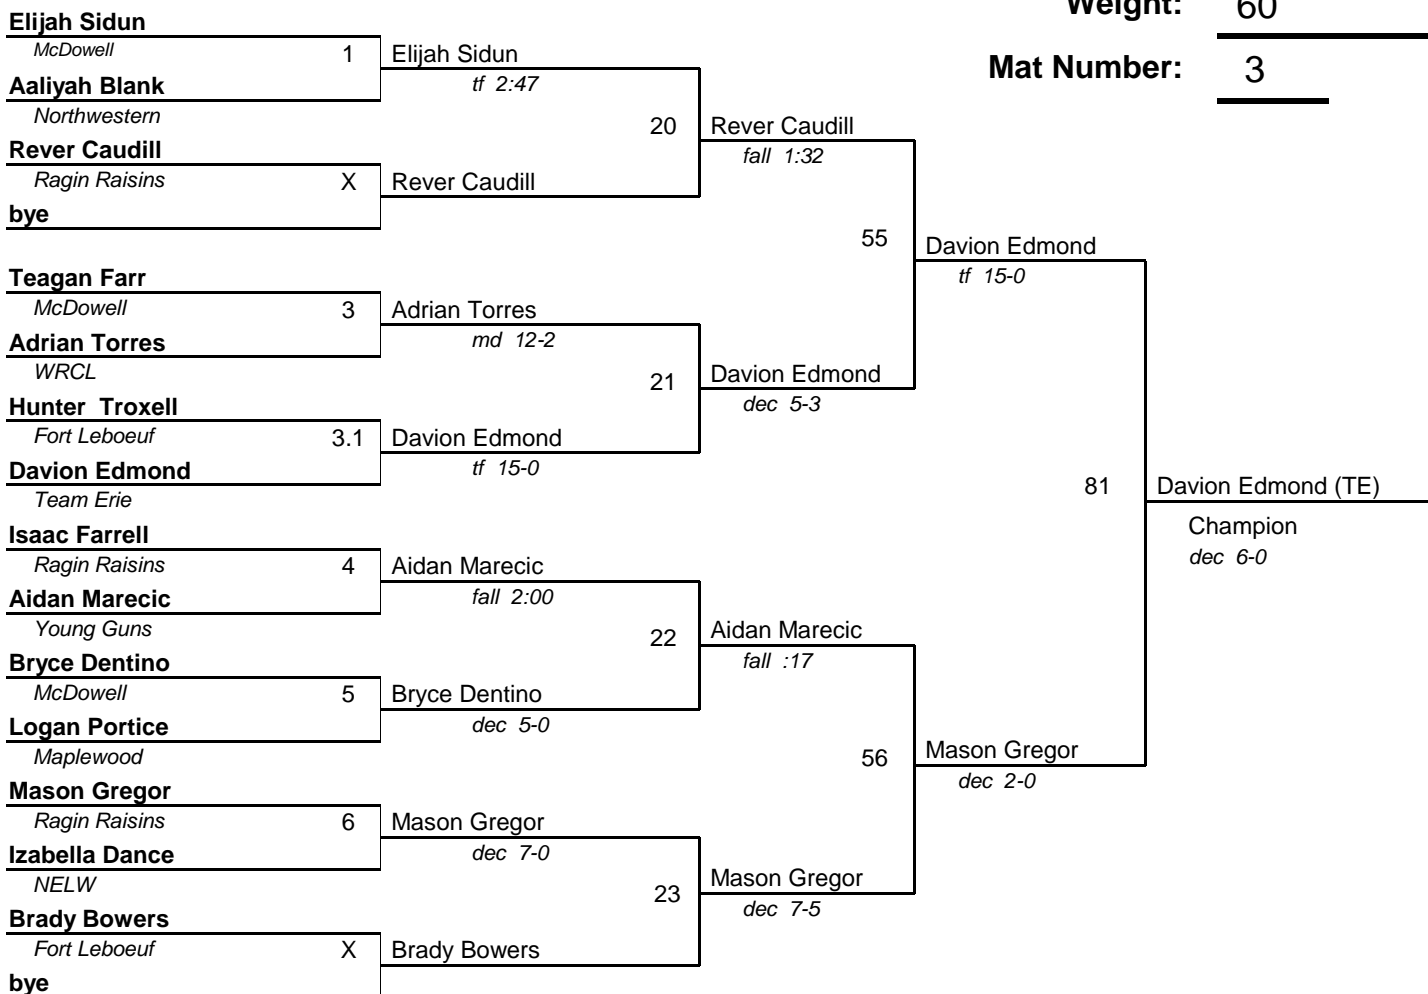 Weight: 60
Mat Number: 3
Elijah Sidun
McDowell
1
Elijah Sidun
tf 2:47
Aaliyah Blank
Northwestern
20
Rever Caudill
fall 1:32
Rever Caudill
Ragin Raisins
X
Rever Caudill
bye
55
Davion Edmond
tf 15-0
Teagan Farr
McDowell
3
Adrian Torres
md 12-2
Adrian Torres
WRCL
21
Davion Edmond
dec 5-3
Hunter Troxell
Fort Leboeuf
3.1
Davion Edmond
tf 15-0
Davion Edmond
Team Erie
81
Davion Edmond (TE)
Champion
dec 6-0
Isaac Farrell
Ragin Raisins
4
Aidan Marecic
fall 2:00
Aidan Marecic
Young Guns
22
Aidan Marecic
fall :17
Bryce Dentino
McDowell
5
Bryce Dentino
dec 5-0
Logan Portice
Maplewood
56
Mason Gregor
dec 2-0
Mason Gregor
Ragin Raisins
6
Mason Gregor
dec 7-0
Izabella Dance
NELW
23
Mason Gregor
dec 7-5
Brady Bowers
Fort Leboeuf
X
Brady Bowers
bye